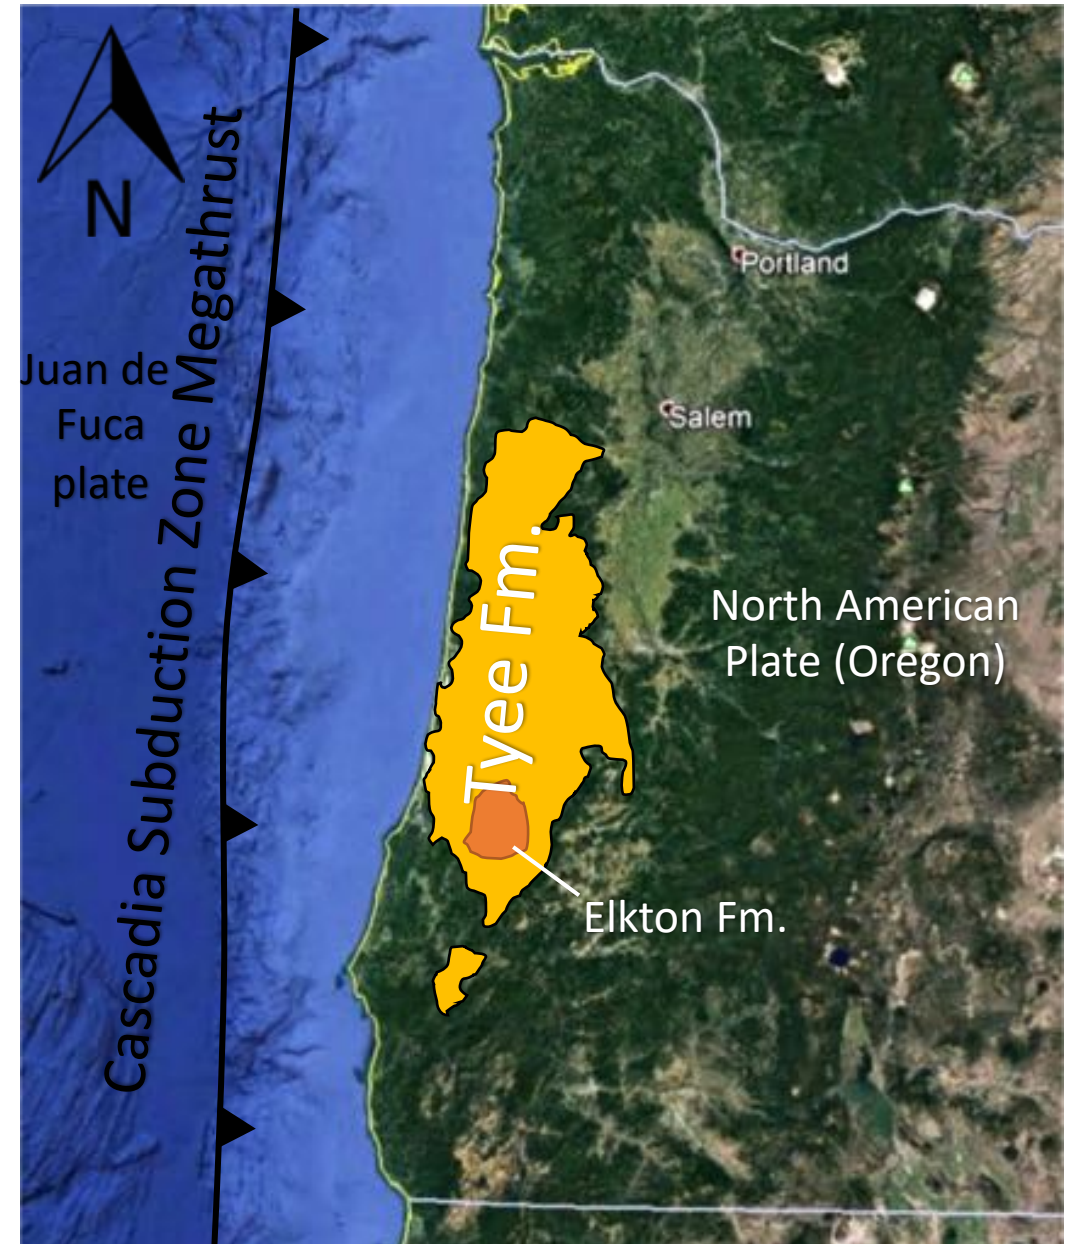 N
Cascadia Subduction Zone Megathrust
Juan de
Fuca
plate
Portland
Salem
Tyee Fm.
North American
Plate (Oregon)
Elkton Fm.